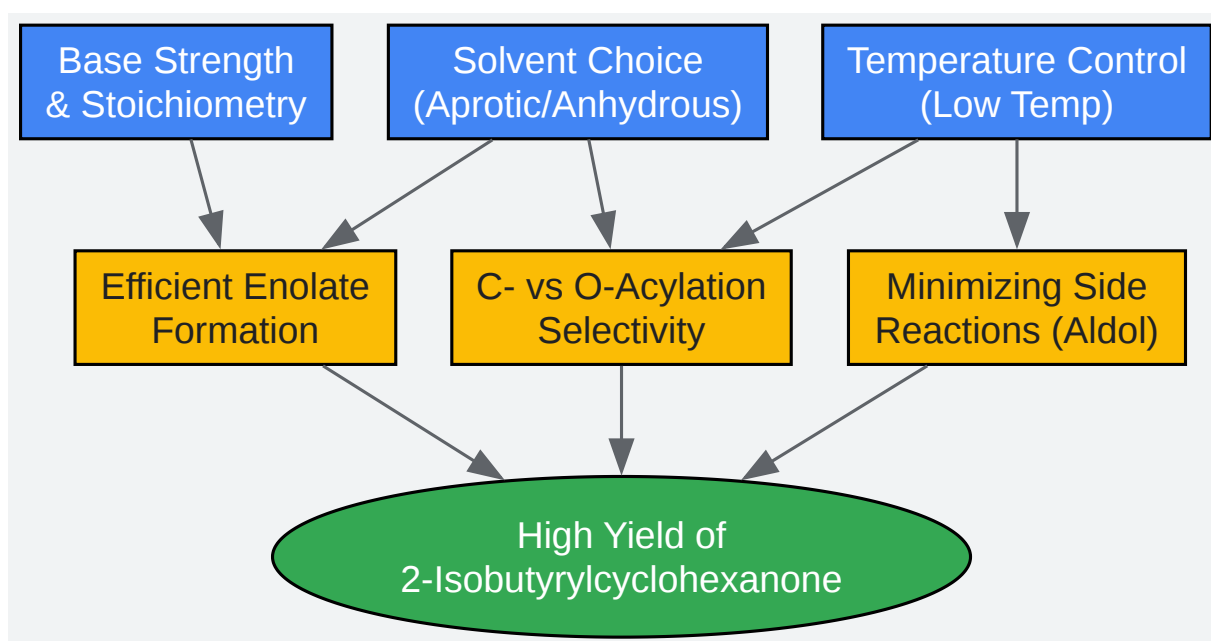 Base Strength
& Stoichiometry
Solvent Choice
(Aprotic/Anhydrous)
Temperature Control
(Low Temp)
Efficient Enolate
Formation
C- vs O-Acylation
Selectivity
Minimizing Side
Reactions (Aldol)
High Yield of
2-Isobutyrylcyclohexanone